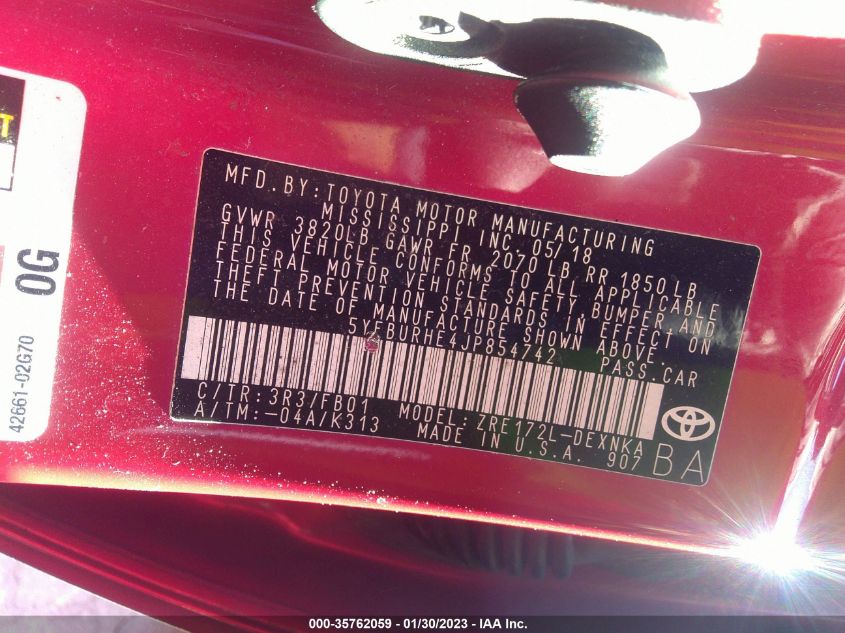 T
0G
42661-02G70
MFD. BY: TOYOTA MOTOR MANUFACTURING
MISSISSIPPI INC. 05/18
GVWR 3820LB GAWR FR 2070 LB RR 1850 LB
THIS VEHICLE CONFORMS TO ALL APPLICABLE
FEDERAL MOTOR VEHICLE SAFETY, BUMPER, AND
THEFT PREVENTION STANDARDS IN EFFECT ON
THE DATE OF MANUFACTURE SHOWN ABOVE.
5YFBURHE4JP854742 PASS. CAR
C/TR: 3R3/FB01 MODEL: ZRE172L-DEXNKA
A/TM: -04A/K313 MADE IN U.S.A. 907
BA
000-35762059 — 01/30/2023 — IAA Inc.